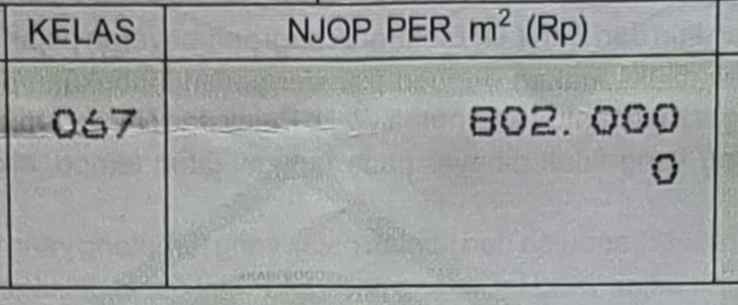 KELAS NJOP PER m² (Rp)
067 802.000
0